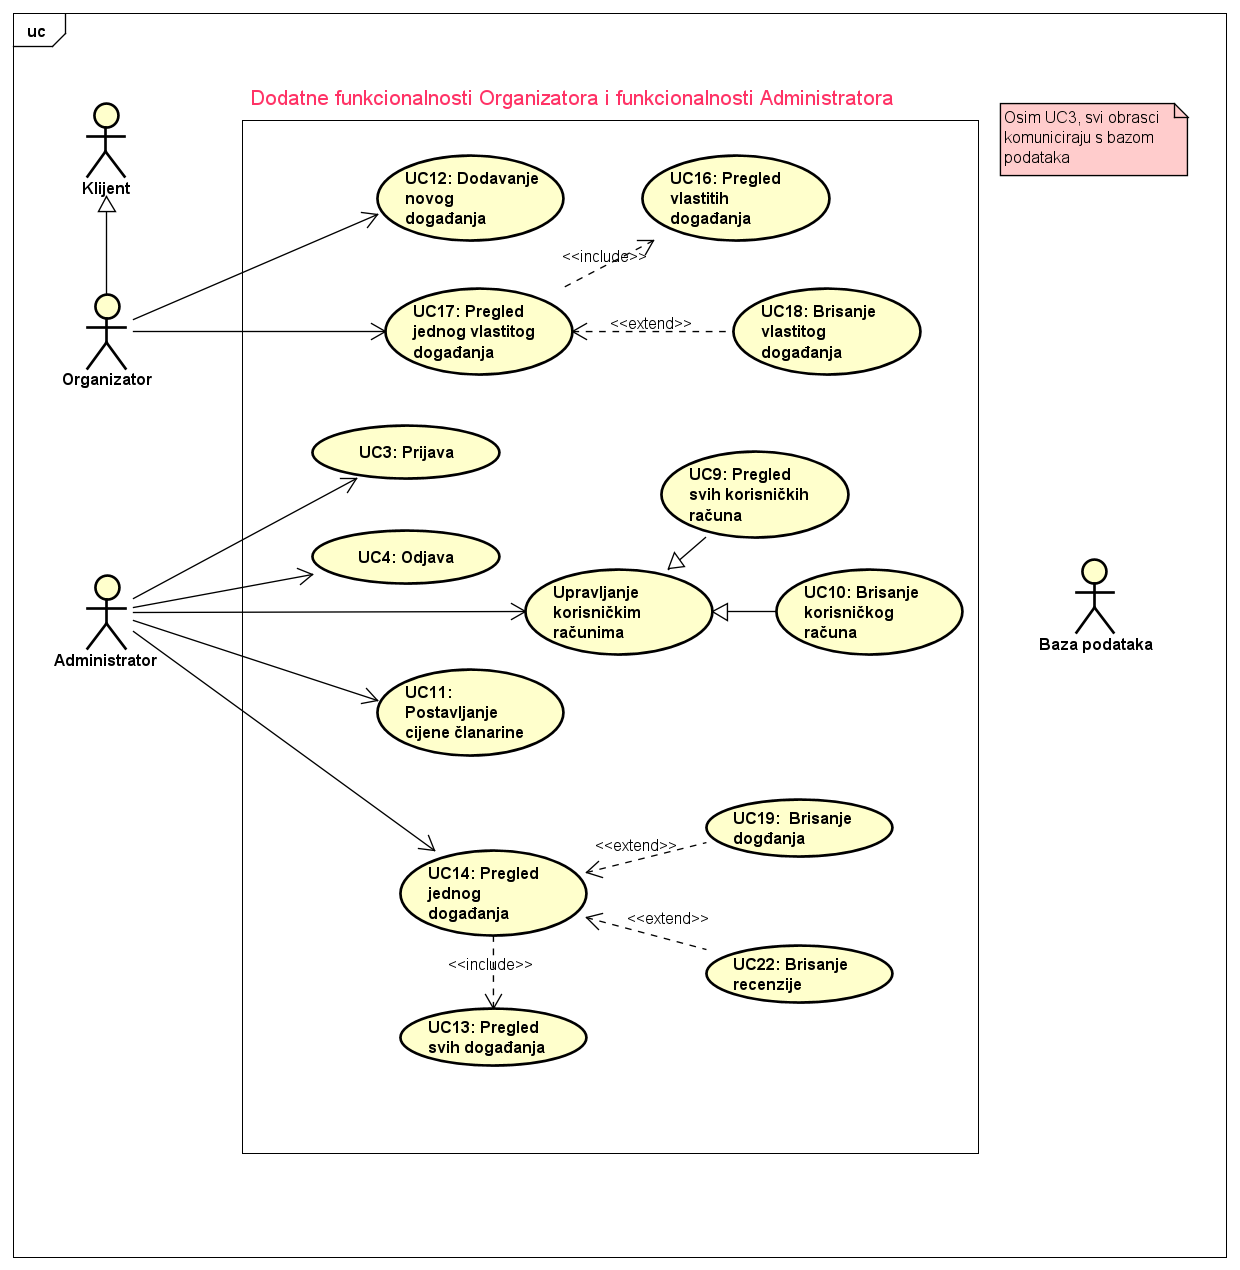 uc
Dodatne funkcionalnosti Organizatora i funkcionalnosti Administratora
Osim UC3, svi obrasci
komuniciraju s bazom
podataka
Klijent
UC12: Dodavanje
novog
događanja
UC16: Pregled
vlastitih
događanja
<<include>>
Organizator
UC17: Pregled
jednog vlastitog
događanja
<<extend>>
UC18: Brisanje
vlastitog
događanja
UC3: Prijava
UC9: Pregled
svih korisničkih
računa
UC4: Odjava
Administrator
Upravljanje
korisničkim
računima
UC10: Brisanje
korisničkog
računa
Baza podataka
UC11:
Postavljanje
cijene članarine
UC19:  Brisanje
dogđanja
<<extend>>
UC14: Pregled
jednog
događanja
<<extend>>
UC22: Brisanje
recenzije
<<include>>
UC13: Pregled
svih događanja